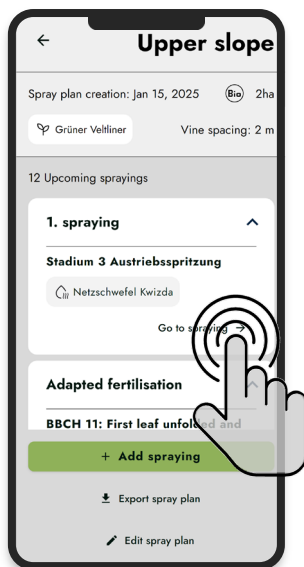 Upper slope
Spray plan creation: Jan 15, 2025 Bio 2ha
Grüner Veltliner Vine spacing: 2 m
12 Upcoming sprayings
1. spraying
Stadium 3 Austriebsspritzung
Netzschwefel Kwizda
Go to spraying →
Adapted fertilisation
BBCH 11: First leaf unfolded and
+ Add spraying
Export spray plan
Edit spray plan